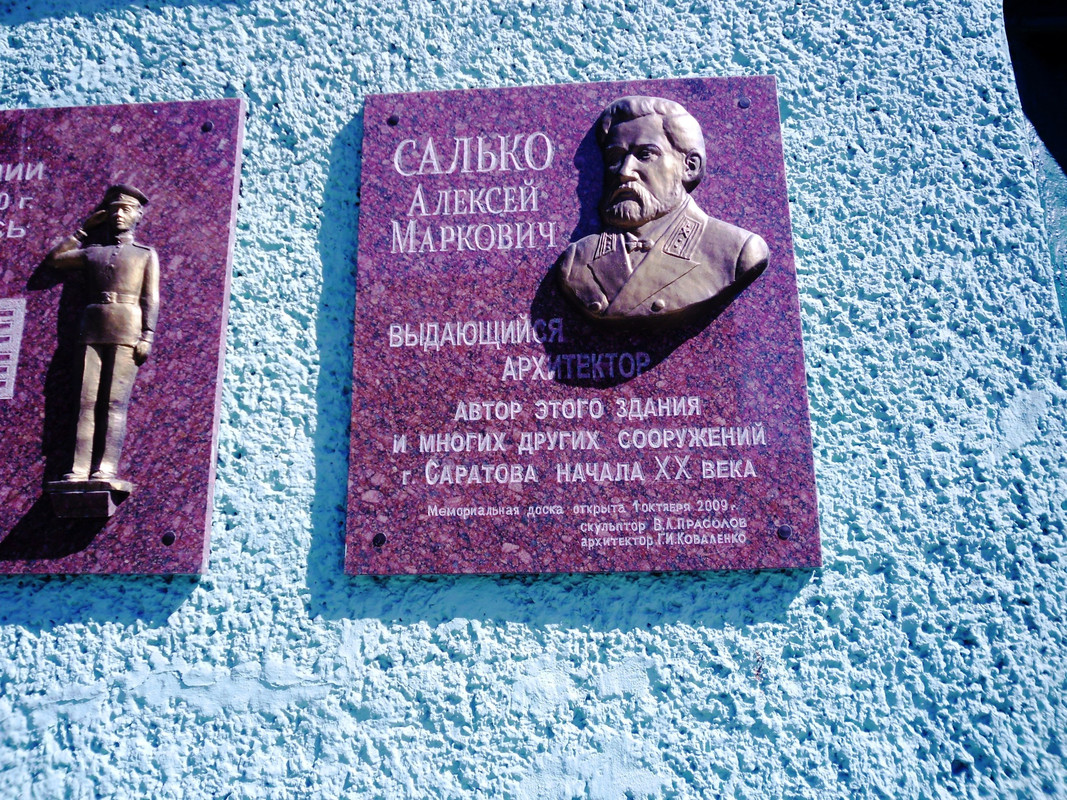 0 г.
САЛЬКО
АЛЕКСЕЙ
МАРКОВИЧ
ВЫДАЮЩИЙСЯ
АРХИТЕКТОР
АВТОР ЭТОГО ЗДАНИЯ
И МНОГИХ ДРУГИХ СООРУЖЕНИЙ
г. САРАТОВА НАЧАЛА XX ВЕКА
Мемориальная доска открыта 1 октября 2009 г.
скульптор В.А.ПРАСОЛОВ
архитектор Г.И.КОВАЛЕНКО